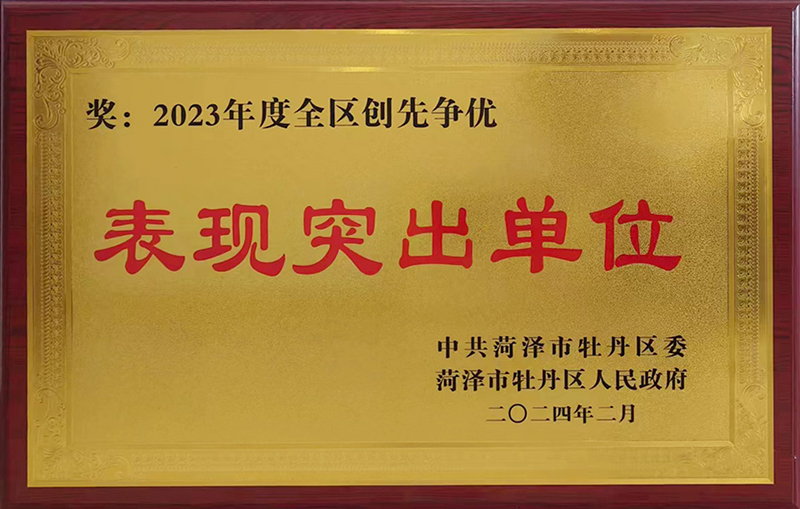 奖：2023年度全区创先争优
表现突出单位
中共菏泽市牡丹区委
菏泽市牡丹区人民政府
二〇二四年二月